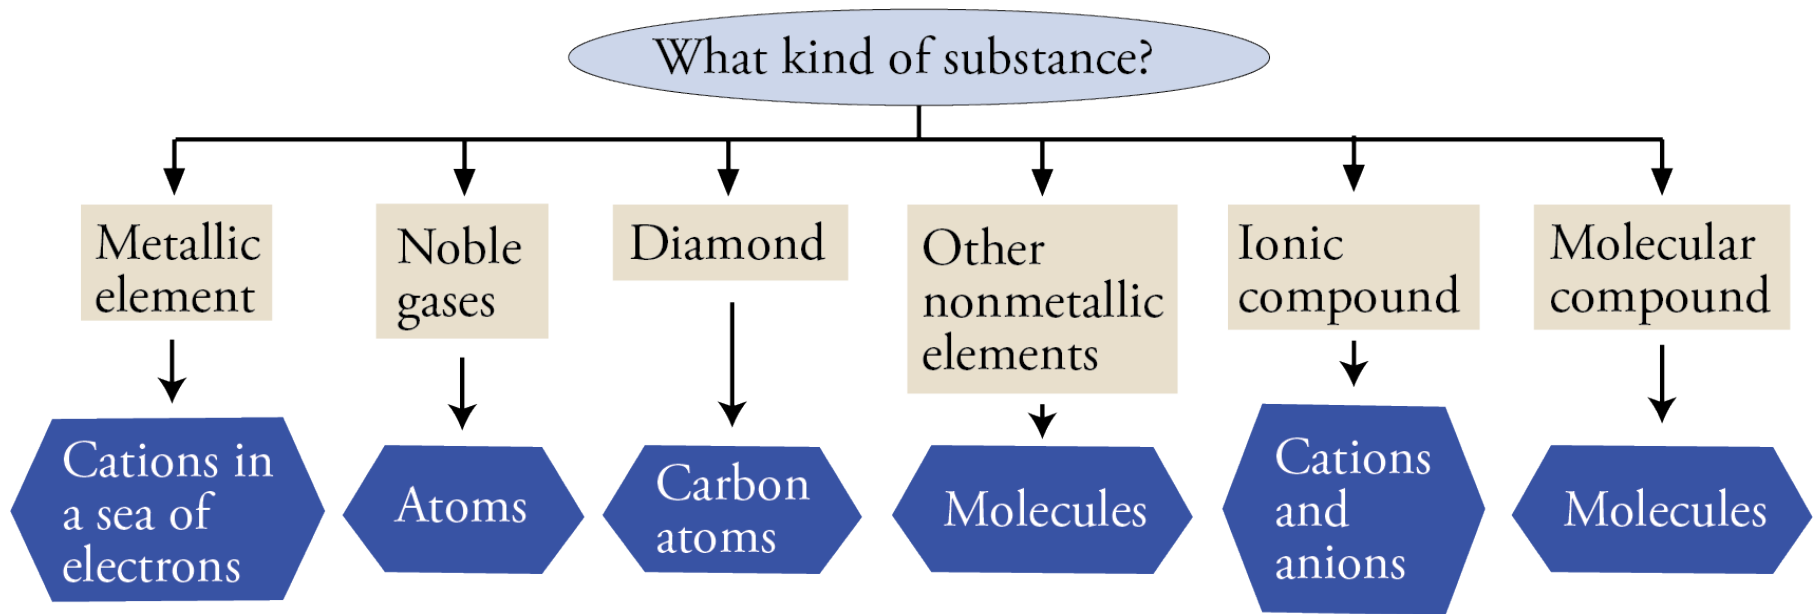 What kind of substance?
Metallic
element
Noble
gases
Diamond
Other
nonmetallic
elements
Ionic
compound
Molecular
compound
Cations in
a sea of
electrons
Atoms
Carbon
atoms
Molecules
Cations
and
anions
Molecules